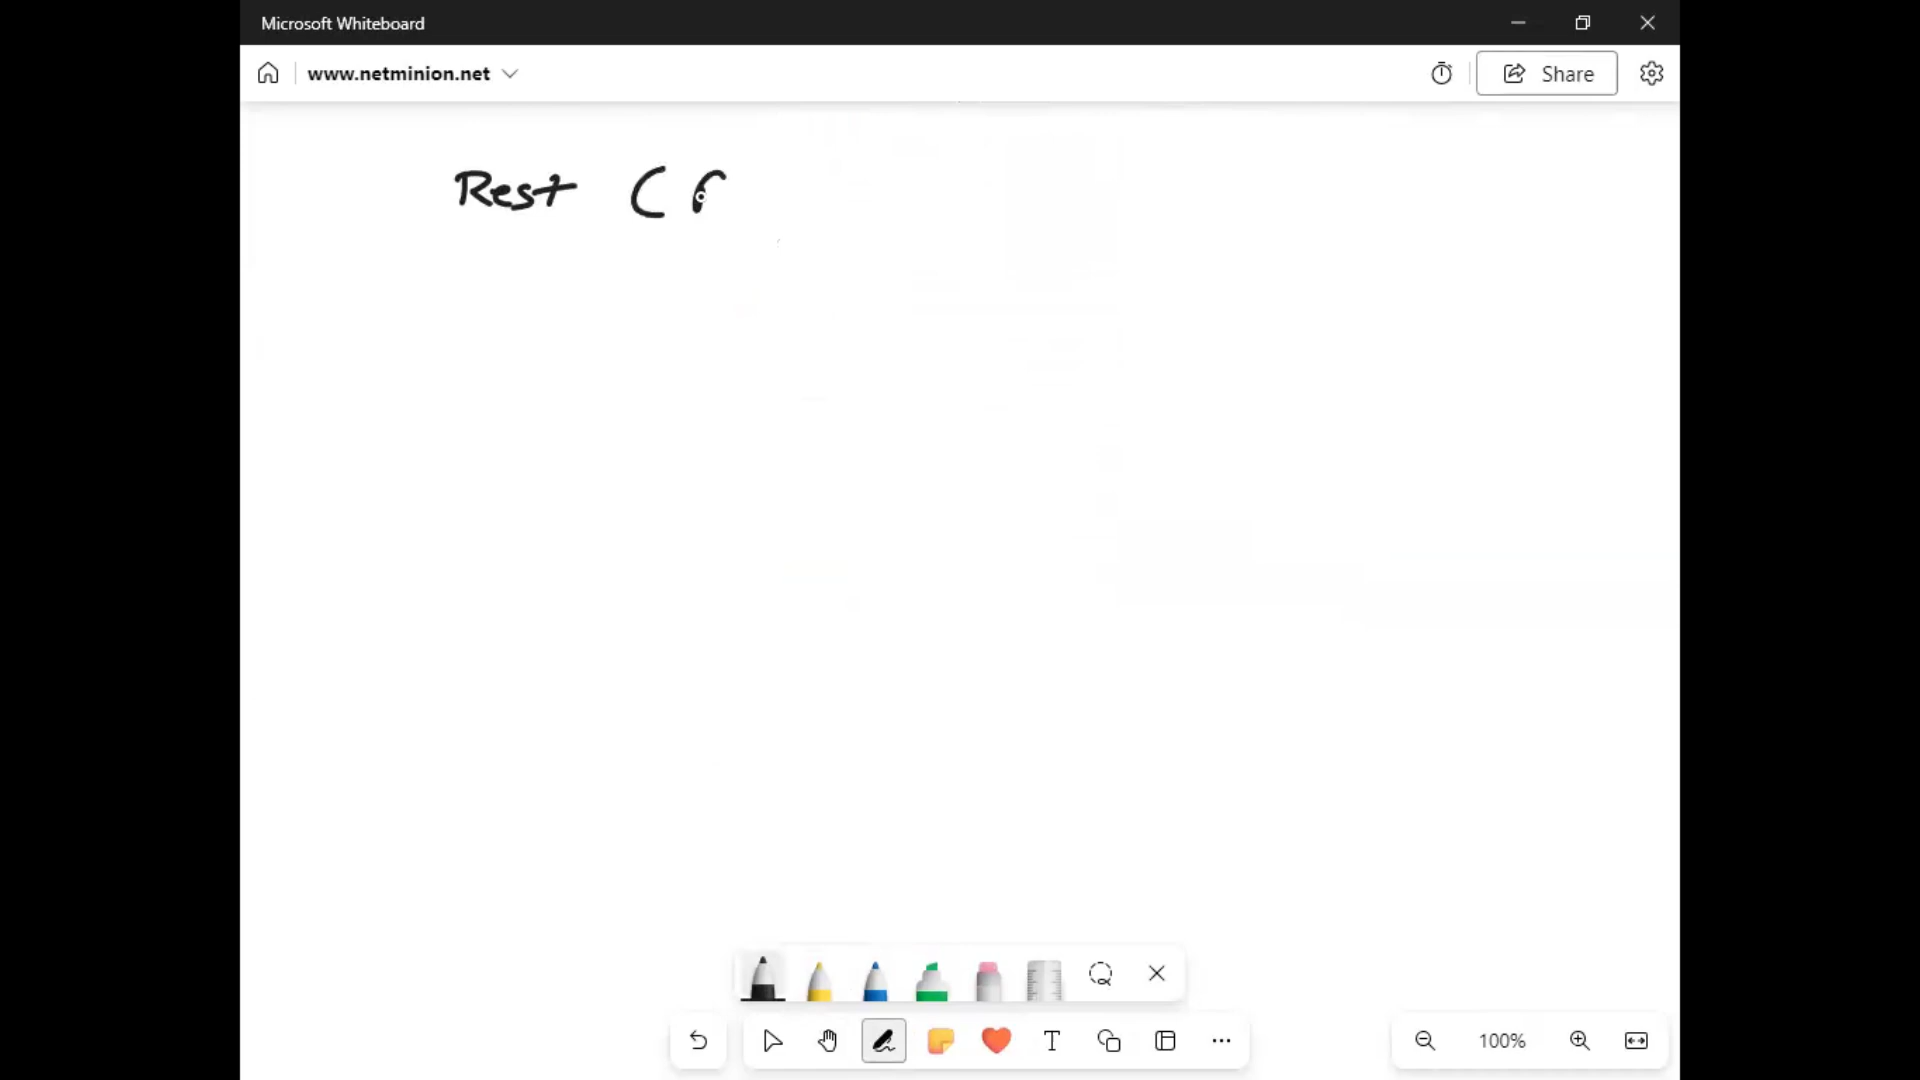 Microsoft Whiteboard
www.netminion.net
Share
Rest (
T
100%